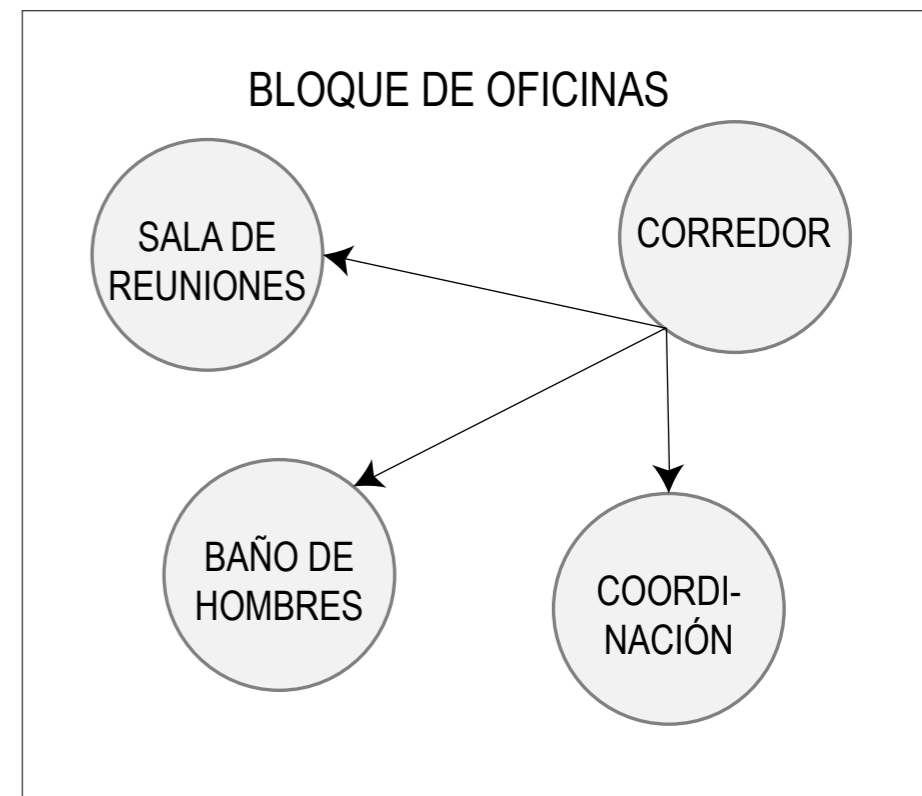 BLOQUE DE OFICINAS
SALA DE
REUNIONES
CORREDOR
BAÑO DE
HOMBRES
COORDI-
NACIÓN